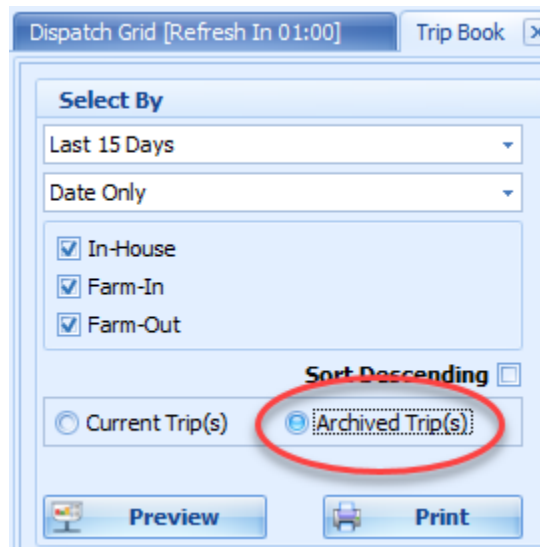 Dispatch Grid [Refresh In 01:00] Trip Book
Select By
Last 15 Days
Date Only
In-House
Farm-In
Farm-Out
Sort Descending
Current Trip(s) Archived Trip(s)
Preview Print